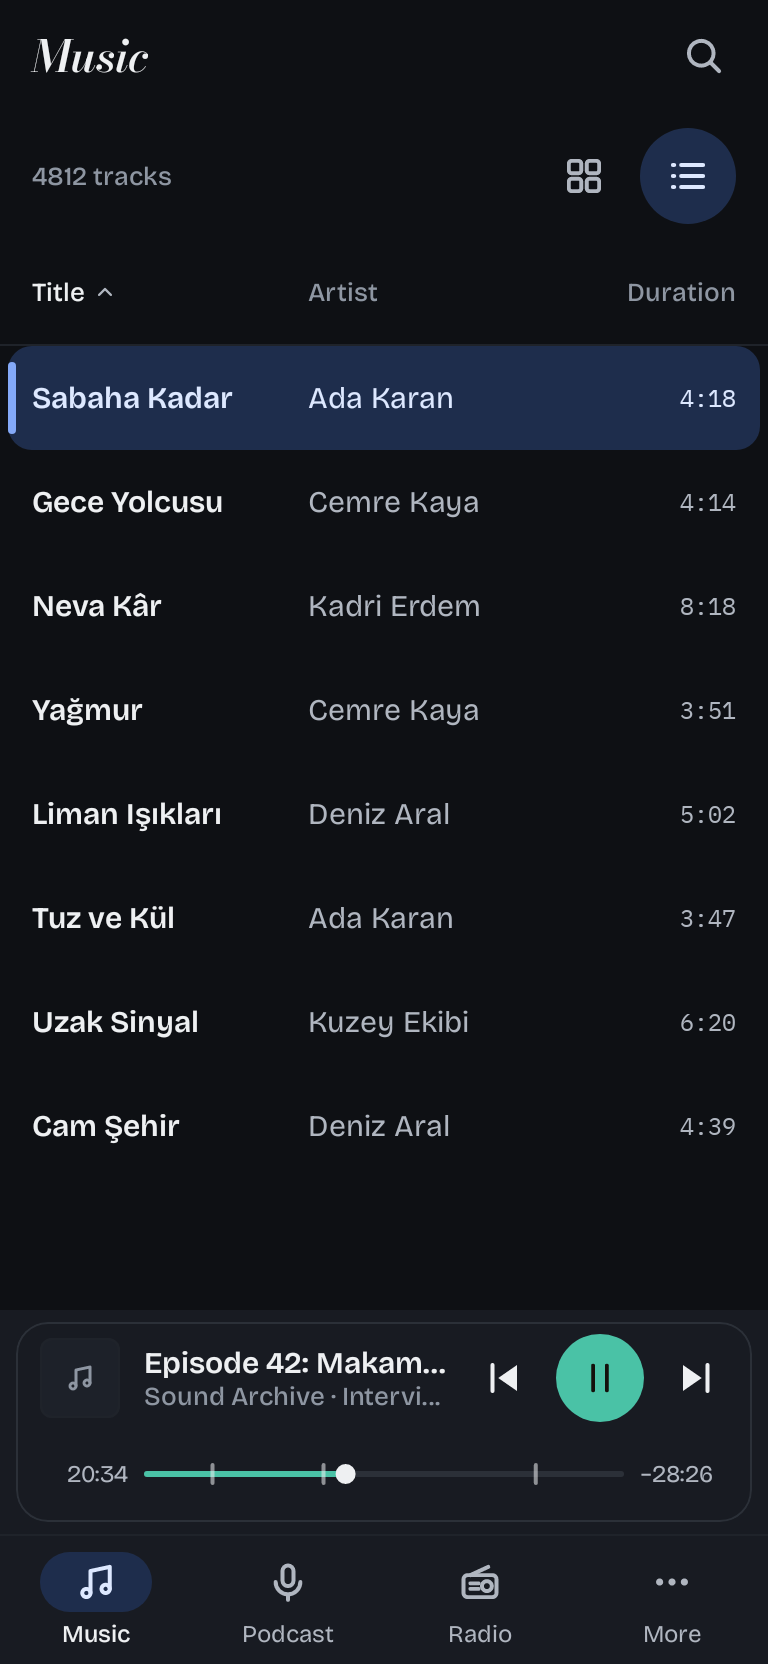 Music
4812 tracks
Title Artist Duration
Sabaha Kadar Ada Karan 4:18
Gece Yolcusu Cemre Kaya 4:14
Neva Kâr Kadri Erdem 8:18
Yağmur Cemre Kaya 3:51
Liman Işıkları Deniz Aral 5:02
Tuz ve Kül Ada Karan 3:47
Uzak Sinyal Kuzey Ekibi 6:20
Cam Şehir Deniz Aral 4:39
Episode 42: Makam...
Sound Archive · Intervi...
20:34 -28:26
Music Podcast Radio More